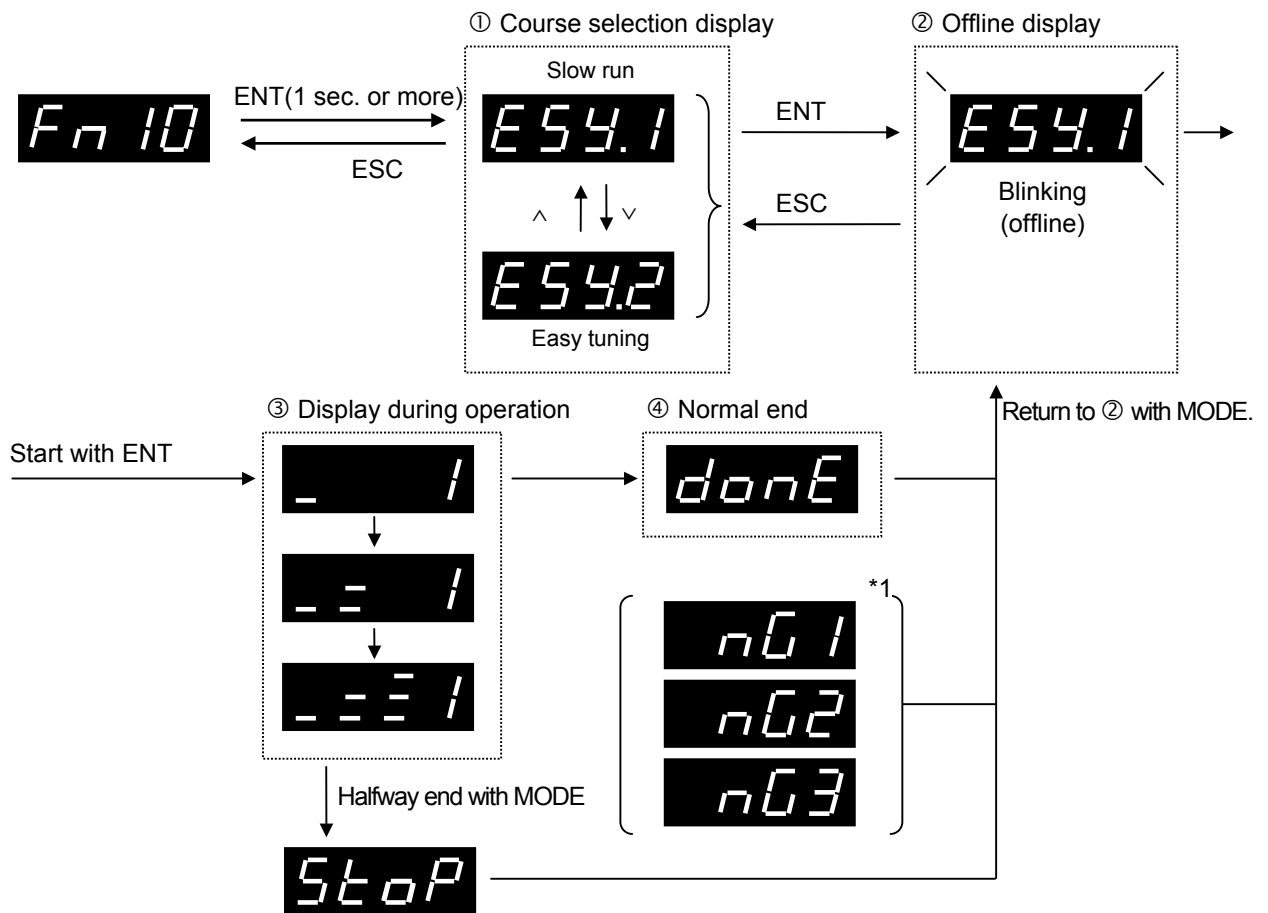 ① Course selection display
② Offline display
Slow run
Fn 10
ENT(1 sec. or more)
ESC
ESY.1
ENT
ESC
ESY.1
∧
∨
Blinking
(offline)
ESY.2
Easy tuning
③ Display during operation
④ Normal end
Return to ② with MODE.
Start with ENT
_ 1
donE
_ = 1
*1
nG1
_ = ≡ 1
nG2
nG3
Halfway end with MODE
StoP